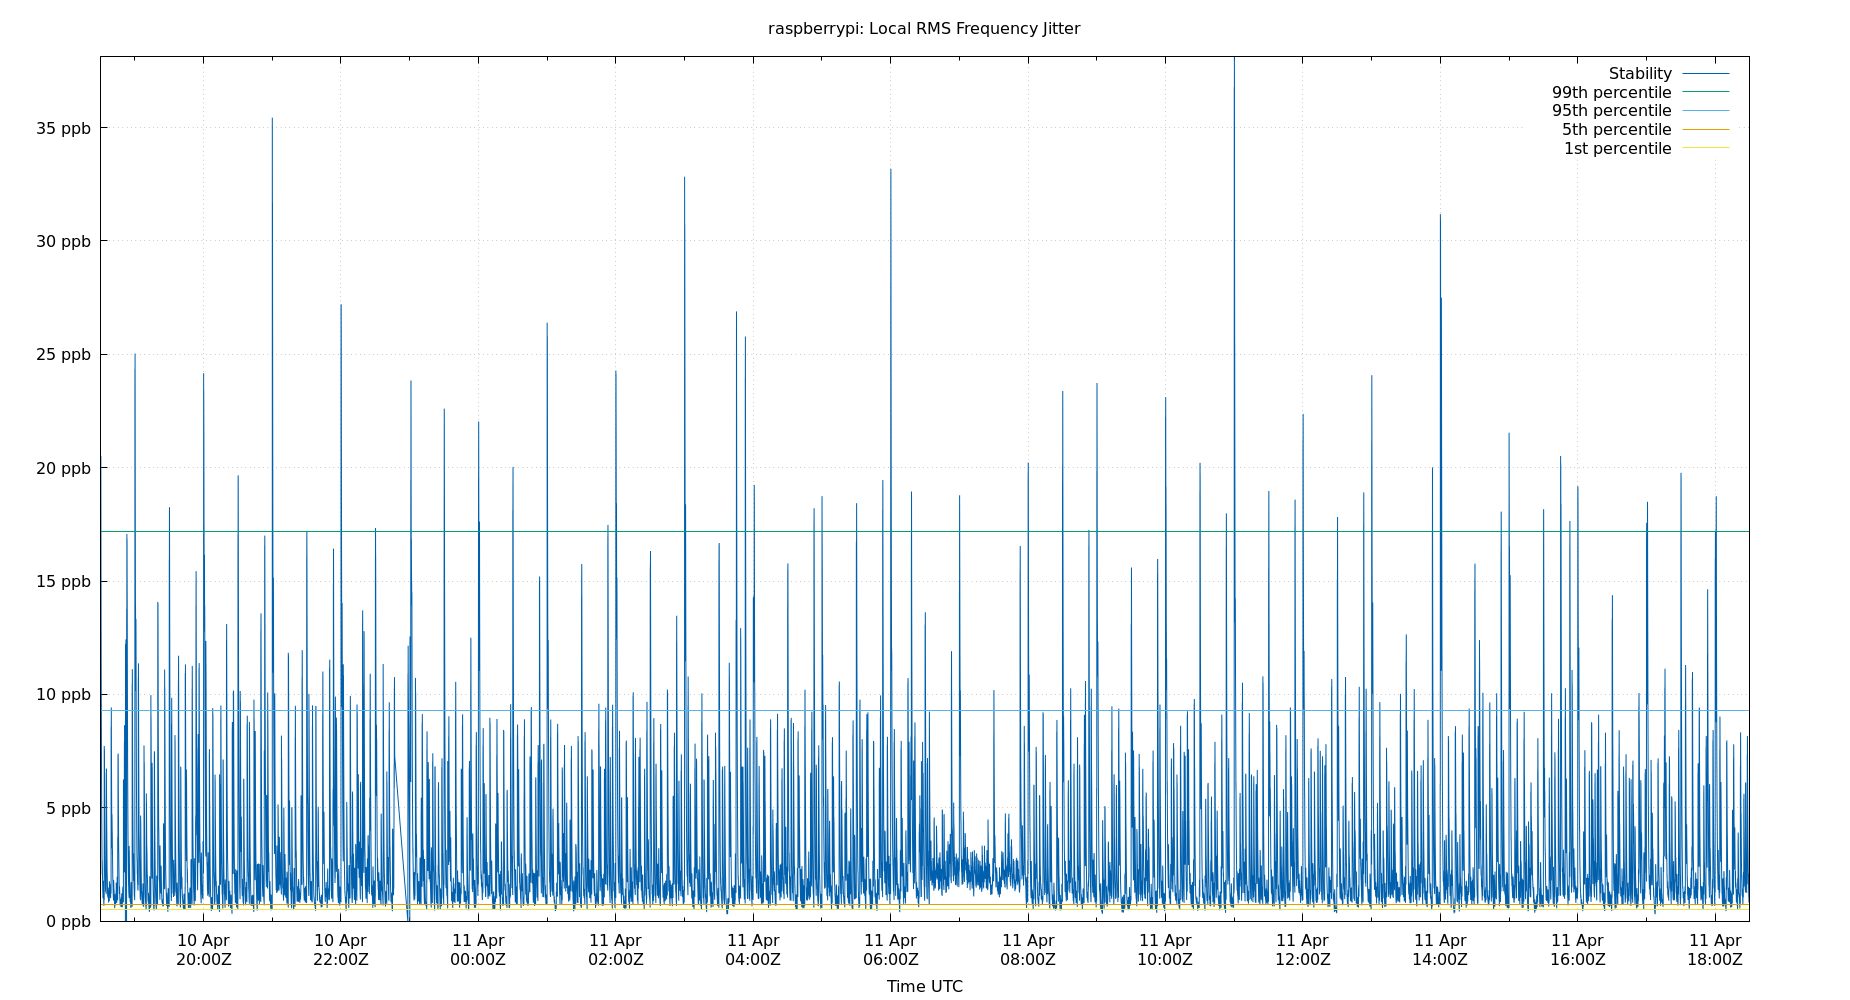 raspberrypi: Local RMS Frequency Jitter
Stability
99th percentile
95th percentile
5th percentile
1st percentile
35 ppb
30 ppb
25 ppb
20 ppb
15 ppb
10 ppb
5 ppb
0 ppb
10 Apr 10 Apr 11 Apr 11 Apr 11 Apr 11 Apr 11 Apr 11 Apr 11 Apr 11 Apr 11 Apr 11 Apr
20:00Z 22:00Z 00:00Z 02:00Z 04:00Z 06:00Z 08:00Z 10:00Z 12:00Z 14:00Z 16:00Z 18:00Z
Time UTC